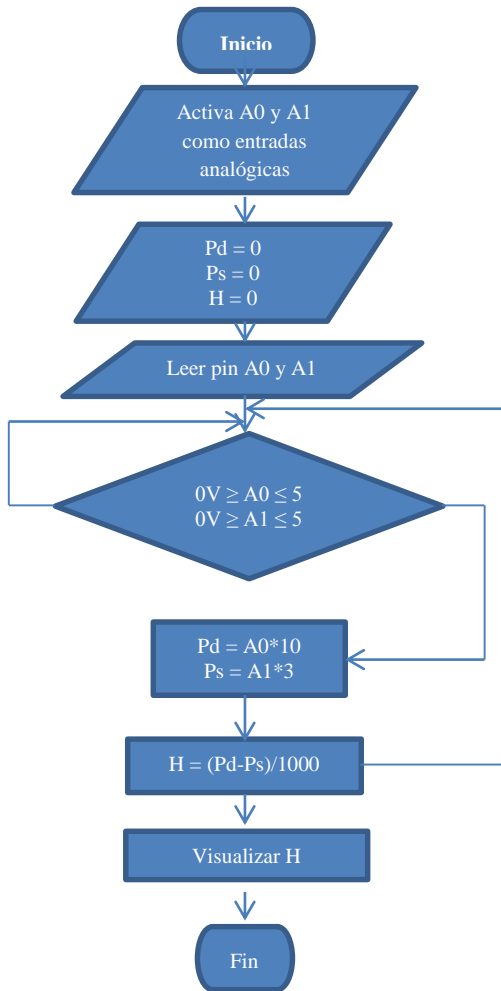 Inicio
Activa A0 y A1
como entradas
analógicas
Pd = 0
Ps = 0
H = 0
Leer pin A0 y A1
0V ≥ A0 ≤ 5
0V ≥ A1 ≤ 5
Pd = A0*10
Ps = A1*3
H = (Pd-Ps)/1000
Visualizar H
Fin